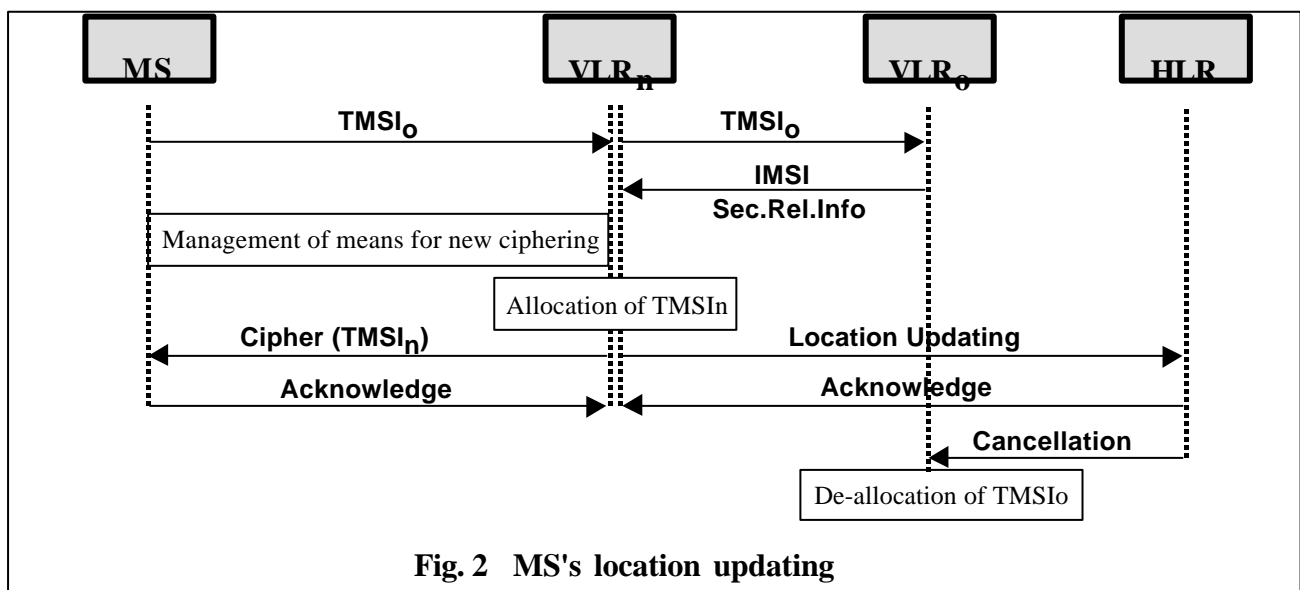 MS VLRn VLRo HLR
TMSIo TMSIo
IMSI
Sec.Rel.Info
Management of means for new ciphering
Allocation of TMSIn
Cipher (TMSIn) Location Updating
Acknowledge Acknowledge
Cancellation
De-allocation of TMSIo
Fig. 2 MS's location updating